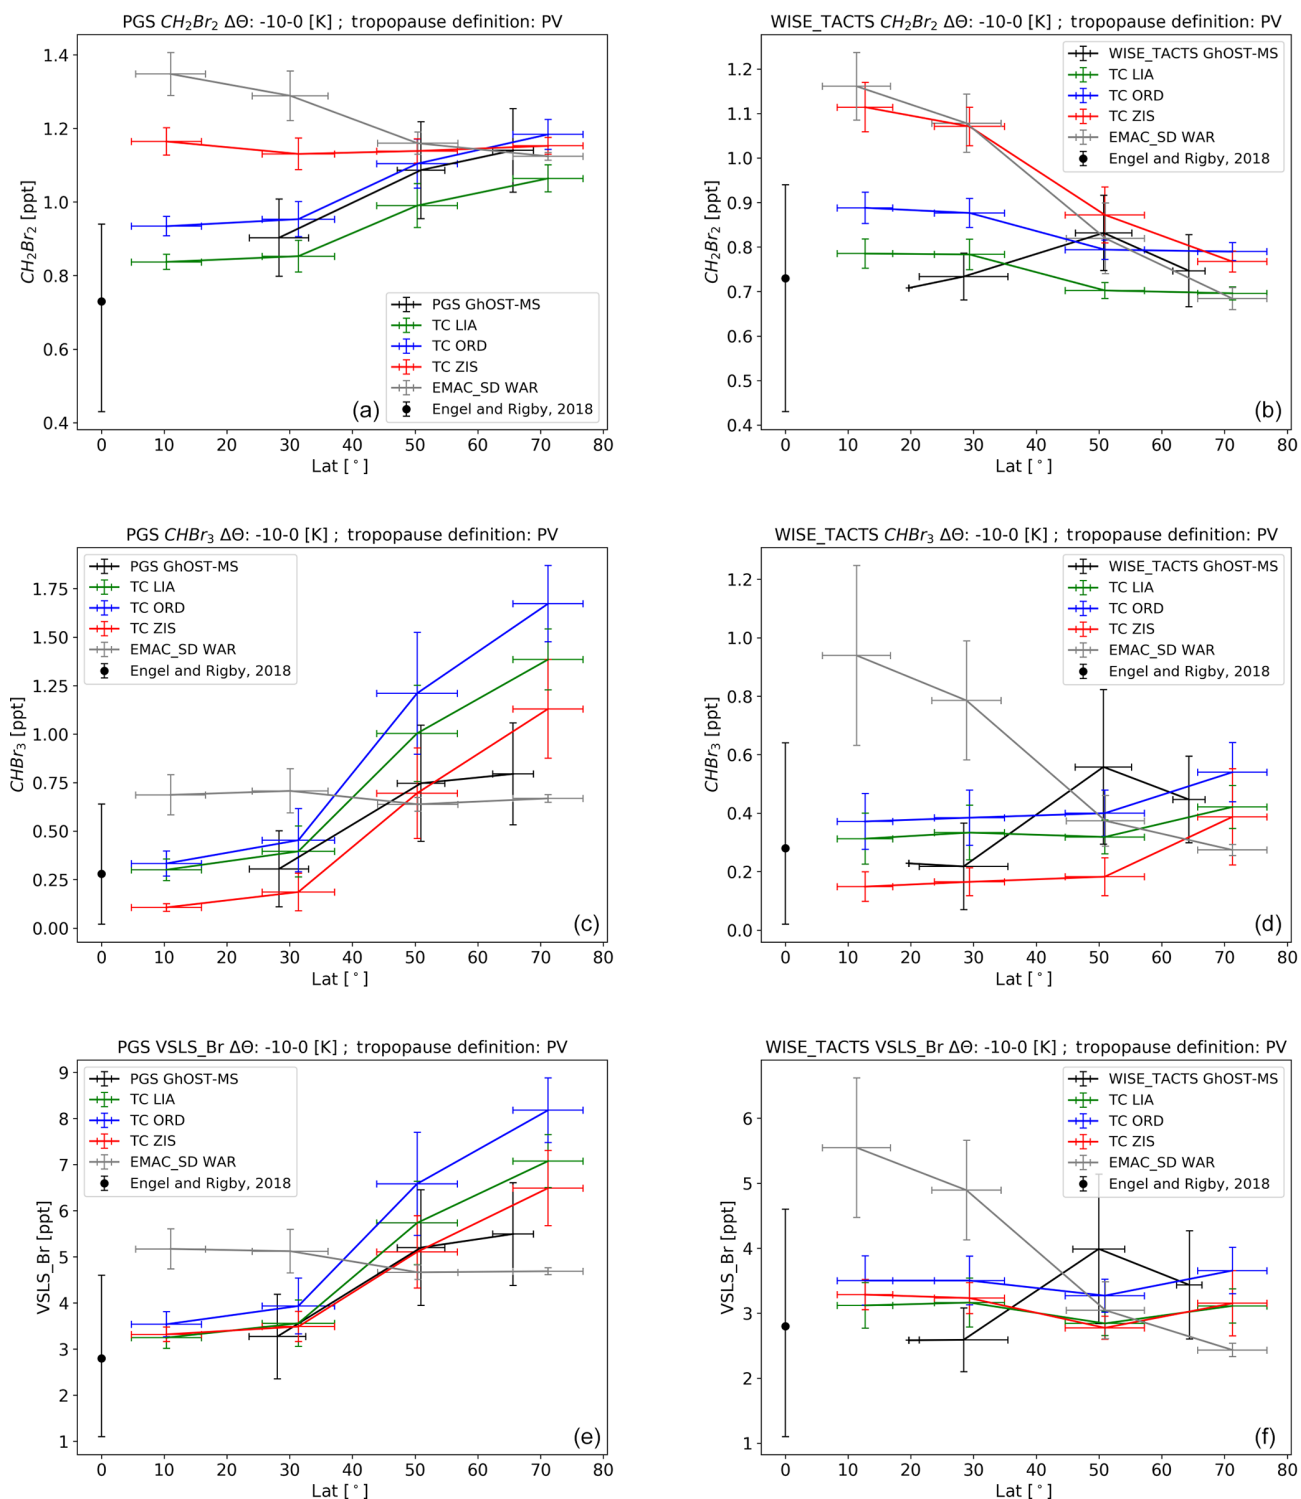 PGS CH₂Br₂ ΔΘ: -10-0 [K] ; tropopause definition: PV
CH₂Br₂ [ppt]
1.4
1.2
1.0
0.8
0.6
0.4
PGS GhOST-MS
TC LIA
TC ORD
TC ZIS
EMAC_SD WAR
Engel and Rigby, 2018
(a)
0 10 20 30 40 50 60 70 80
Lat [°]
WISE_TACTS CH₂Br₂ ΔΘ: -10-0 [K] ; tropopause definition: PV
CH₂Br₂ [ppt]
1.2
1.1
1.0
0.9
0.8
0.7
0.6
0.5
0.4
WISE_TACTS GhOST-MS
TC LIA
TC ORD
TC ZIS
EMAC_SD WAR
Engel and Rigby, 2018
(b)
0 10 20 30 40 50 60 70 80
Lat [°]
PGS CHBr₃ ΔΘ: -10-0 [K] ; tropopause definition: PV
CHBr₃ [ppt]
1.75
1.50
1.25
1.00
0.75
0.50
0.25
0.00
PGS GhOST-MS
TC LIA
TC ORD
TC ZIS
EMAC_SD WAR
Engel and Rigby, 2018
(c)
0 10 20 30 40 50 60 70 80
Lat [°]
WISE_TACTS CHBr₃ ΔΘ: -10-0 [K] ; tropopause definition: PV
CHBr₃ [ppt]
1.2
1.0
0.8
0.6
0.4
0.2
0.0
WISE_TACTS GhOST-MS
TC LIA
TC ORD
TC ZIS
EMAC_SD WAR
Engel and Rigby, 2018
(d)
0 10 20 30 40 50 60 70 80
Lat [°]
PGS VSLS_Br ΔΘ: -10-0 [K] ; tropopause definition: PV
VSLS_Br [ppt]
9
8
7
6
5
4
3
2
1
PGS GhOST-MS
TC LIA
TC ORD
TC ZIS
EMAC_SD WAR
Engel and Rigby, 2018
(e)
0 10 20 30 40 50 60 70 80
Lat [°]
WISE_TACTS VSLS_Br ΔΘ: -10-0 [K] ; tropopause definition: PV
VSLS_Br [ppt]
6
5
4
3
2
1
WISE_TACTS GhOST-MS
TC LIA
TC ORD
TC ZIS
EMAC_SD WAR
Engel and Rigby, 2018
(f)
0 10 20 30 40 50 60 70 80
Lat [°]